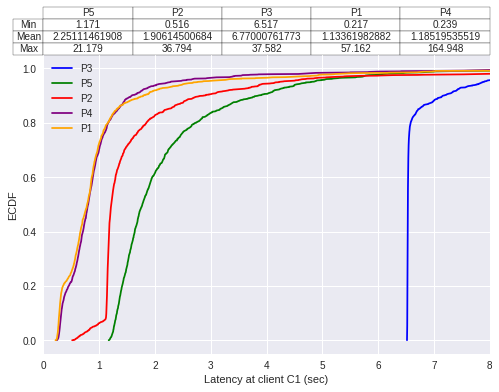 P5 P2 P3 P1 P4
Min 1.171 0.516 6.517 0.217 0.239
Mean 2.25111461908 1.90614500684 6.77000761773 1.13361982882 1.18519535519
Max 21.179 36.794 37.582 57.162 164.948
1.0
P3
P5
P2
P4
P1
0.8
0.6
0.4
0.2
0.0
ECDF
0 1 2 3 4 5 6 7 8
Latency at client C1 (sec)